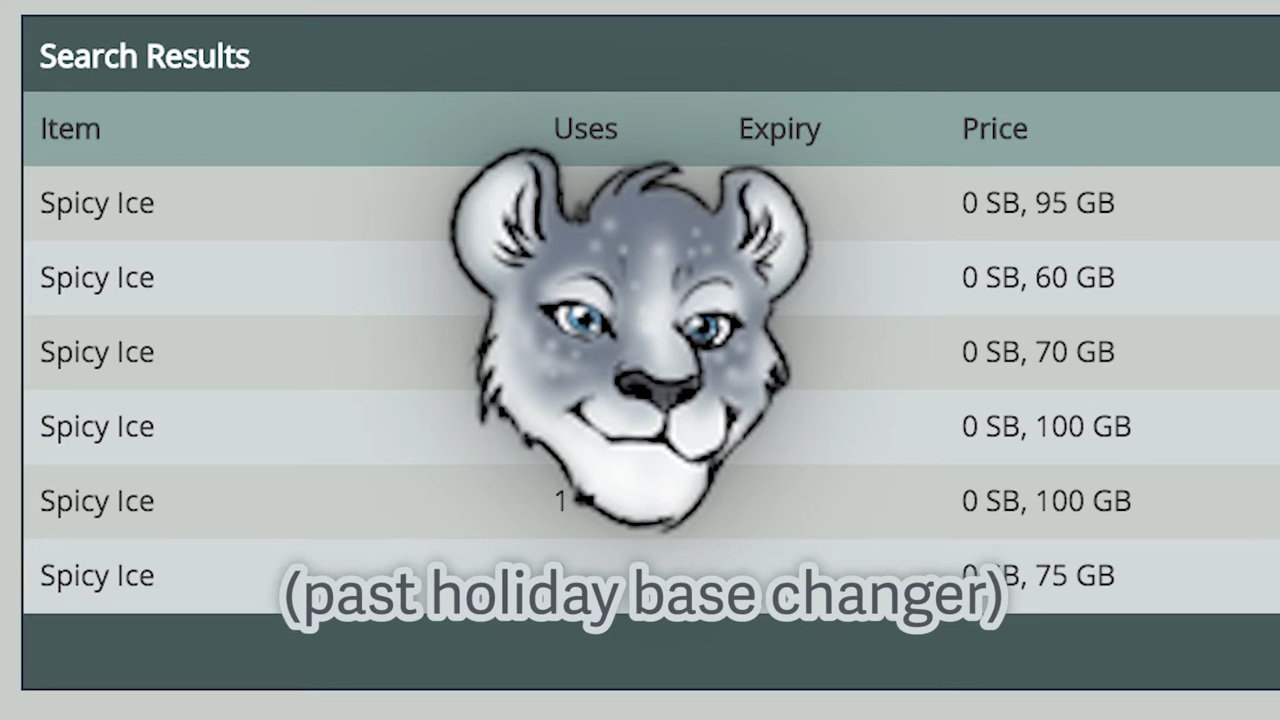 Search Results
Item Uses Expiry Price
Spicy Ice 0 SB, 95 GB
Spicy Ice 0 SB, 60 GB
Spicy Ice 0 SB, 70 GB
Spicy Ice 0 SB, 100 GB
Spicy Ice 1 0 SB, 100 GB
Spicy Ice B, 75 GB
(past holiday base changer)